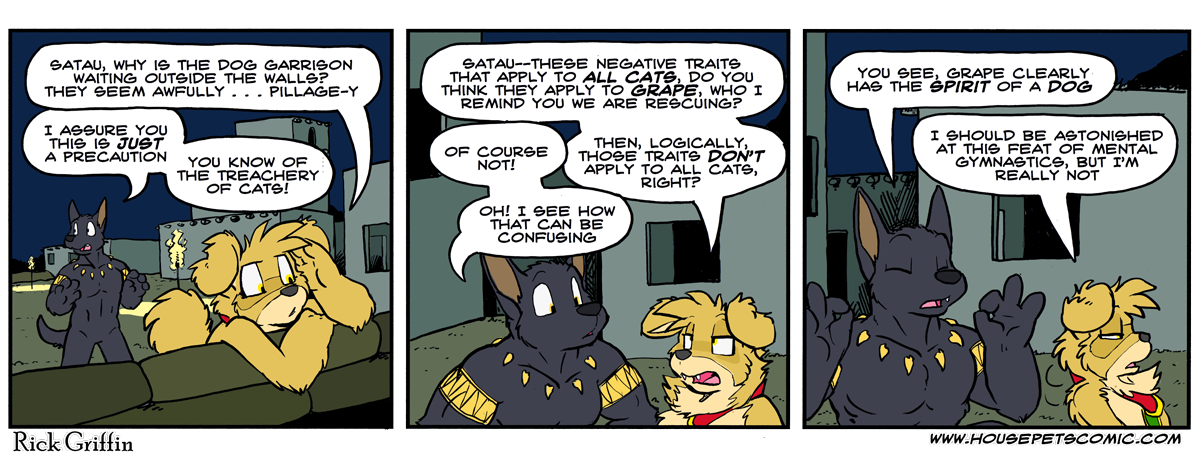 SATAU, WHY IS THE DOG GARRISON
WAITING OUTSIDE THE WALLS?
THEY SEEM AWFULLY . . . PILLAGE-Y
I ASSURE YOU
THIS IS JUST
A PRECAUTION
YOU KNOW OF
THE TREACHERY
OF CATS!
SATAU--THESE NEGATIVE TRAITS
THAT APPLY TO ALL CATS, DO YOU
THINK THEY APPLY TO GRAPE, WHO I
REMIND YOU WE ARE RESCUING?
OF COURSE
NOT!
THEN, LOGICALLY,
THOSE TRAITS DON'T
APPLY TO ALL CATS,
RIGHT?
OH! I SEE HOW
THAT CAN BE
CONFUSING
YOU SEE, GRAPE CLEARLY
HAS THE SPIRIT OF A DOG
I SHOULD BE ASTONISHED
AT THIS FEAT OF MENTAL
GYMNASTICS, BUT I'M
REALLY NOT
Rick Griffin
WWW.HOUSEPETSCOMIC.COM